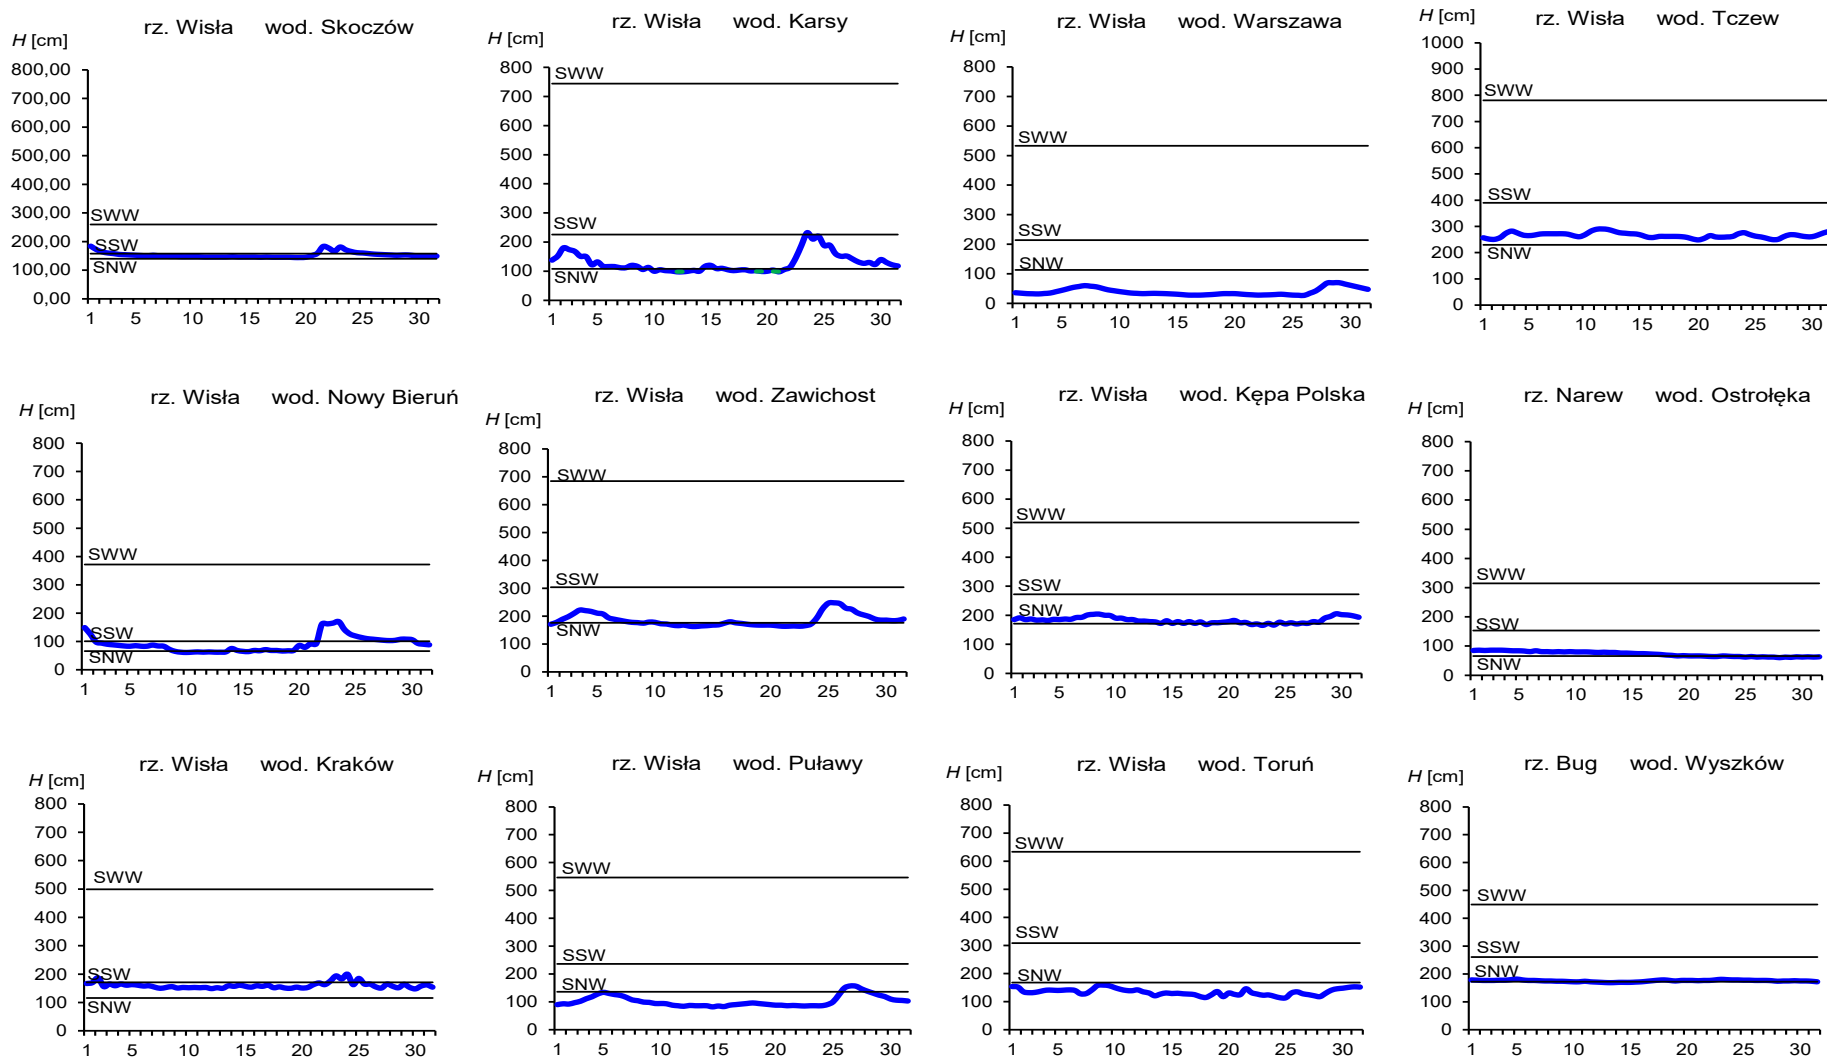 rz. Wisła wod. Skoczów
H [cm]
800,00
800,00
700,00
600,00
500,00
400,00
300,00
200,00
100,00
0,00
SWW
SSW
SNW
1 5 10 15 20 25 30
rz. Wisła wod. Karsy
H [cm]
800
700
600
500
400
300
200
100
0
SWW
SSW
SNW
1 5 10 15 20 25 30
rz. Wisła wod. Warszawa
H [cm]
800
700
600
500
400
300
200
100
0
SWW
SSW
SNW
1 5 10 15 20 25 30
rz. Wisła wod. Tczew
H [cm]
1000
900
800
700
600
500
400
300
200
100
0
SWW
SSW
SNW
1 5 10 15 20 25 30
rz. Wisła wod. Nowy Bieruń
H [cm]
800
700
600
500
400
300
200
100
0
SWW
SSW
SNW
1 5 10 15 20 25 30
rz. Wisła wod. Zawichost
H [cm]
800
700
600
500
400
300
200
100
0
SWW
SSW
SNW
1 5 10 15 20 25 30
rz. Wisła wod. Kępa Polska
H [cm]
800
700
600
500
400
300
200
100
0
SWW
SSW
SNW
1 5 10 15 20 25 30
rz. Narew wod. Ostrołęka
H [cm]
800
700
600
500
400
300
200
100
0
SWW
SSW
SNW
1 5 10 15 20 25 30
rz. Wisła wod. Kraków
H [cm]
800
700
600
500
400
300
200
100
0
SWW
SSW
SNW
1 5 10 15 20 25 30
rz. Wisła wod. Puławy
H [cm]
800
700
600
500
400
300
200
100
0
SWW
SSW
SNW
1 5 10 15 20 25 30
rz. Wisła wod. Toruń
H [cm]
800
700
600
500
400
300
200
100
0
SWW
SSW
SNW
1 5 10 15 20 25 30
rz. Bug wod. Wyszków
H [cm]
800
700
600
500
400
300
200
100
0
SWW
SSW
SNW
1 5 10 15 20 25 30